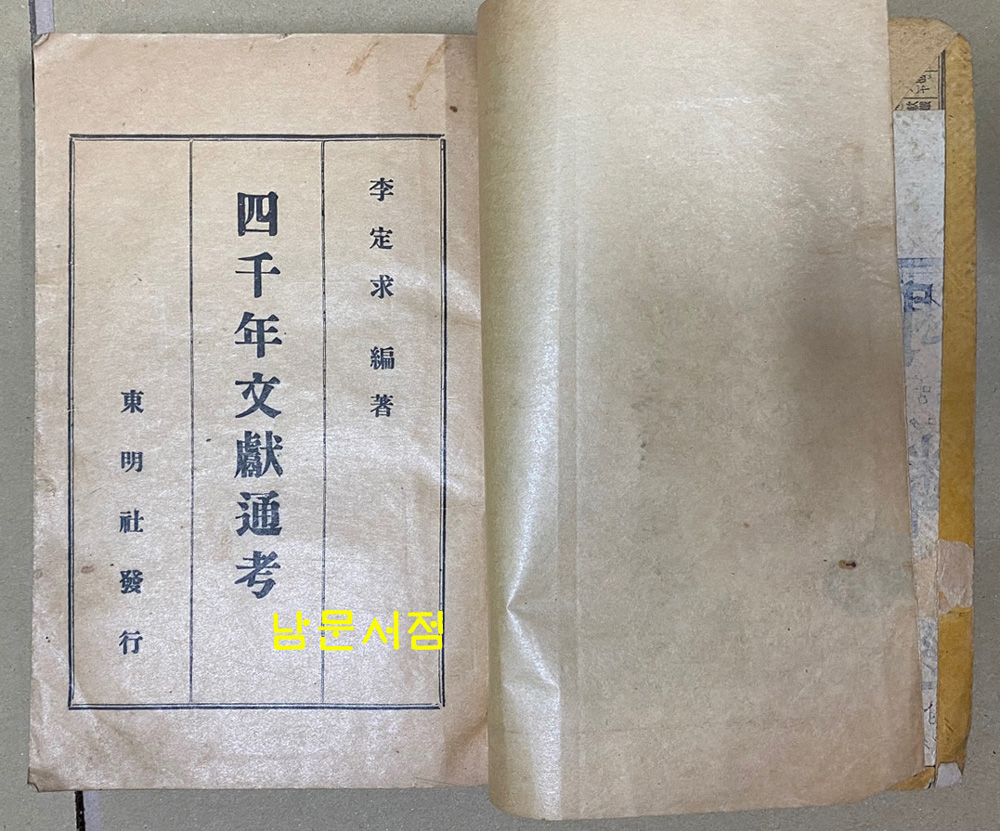 李定求 編著
四千年文獻通考
東明社發行
남문서점